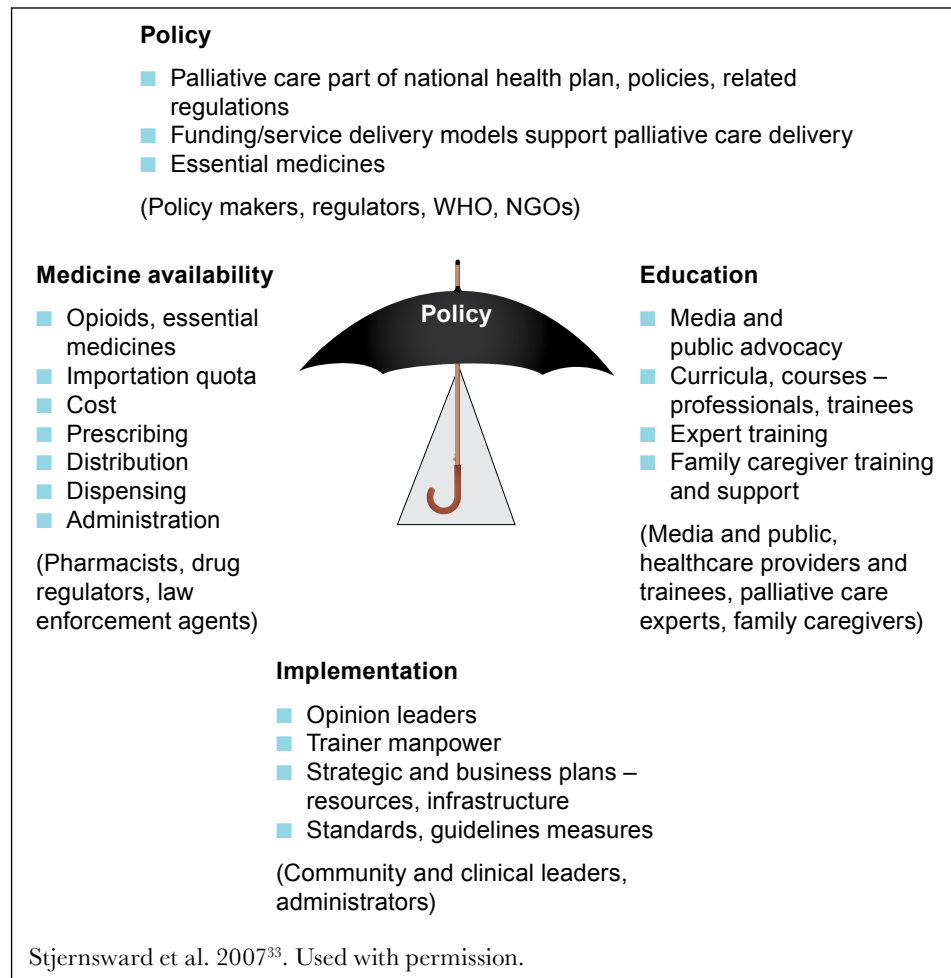 Policy
■ Palliative care part of national health plan, policies, related
regulations
■ Funding/service delivery models support palliative care delivery
■ Essential medicines
(Policy makers, regulators, WHO, NGOs)
Medicine availability
■ Opioids, essential
medicines
■ Importation quota
■ Cost
■ Prescribing
■ Distribution
■ Dispensing
■ Administration
(Pharmacists, drug
regulators, law
enforcement agents)
Policy
Education
■ Media and
public advocacy
■ Curricula, courses –
professionals, trainees
■ Expert training
■ Family caregiver training
and support
(Media and public,
healthcare providers and
trainees, palliative care
experts, family caregivers)
Implementation
■ Opinion leaders
■ Trainer manpower
■ Strategic and business plans –
resources, infrastructure
■ Standards, guidelines measures
(Community and clinical leaders,
administrators)
Stjernsward et al. 2007³³. Used with permission.